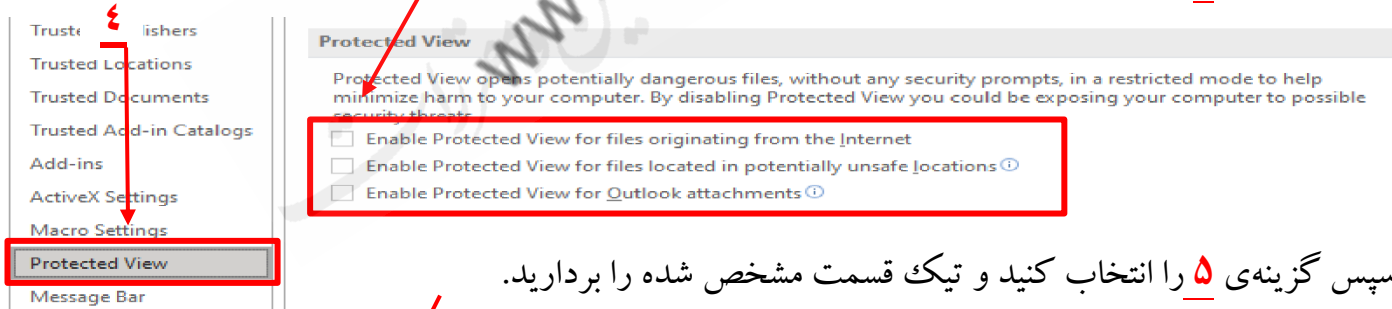 ٤
Truste ishers
Trusted Locations
Trusted Documents
Trusted Add-in Catalogs
Add-ins
ActiveX Settings
Macro Settings
Protected View
Message Bar
Protected View
Protected View opens potentially dangerous files, without any security prompts, in a restricted mode to help
minimize harm to your computer. By disabling Protected View you could be exposing your computer to possible
security threats.
Enable Protected View for files originating from the Internet
Enable Protected View for files located in potentially unsafe locations
Enable Protected View for Outlook attachments
سپس گزینه‌ی ۵ را انتخاب کنید و تیک قسمت مشخص شده را بردارید.